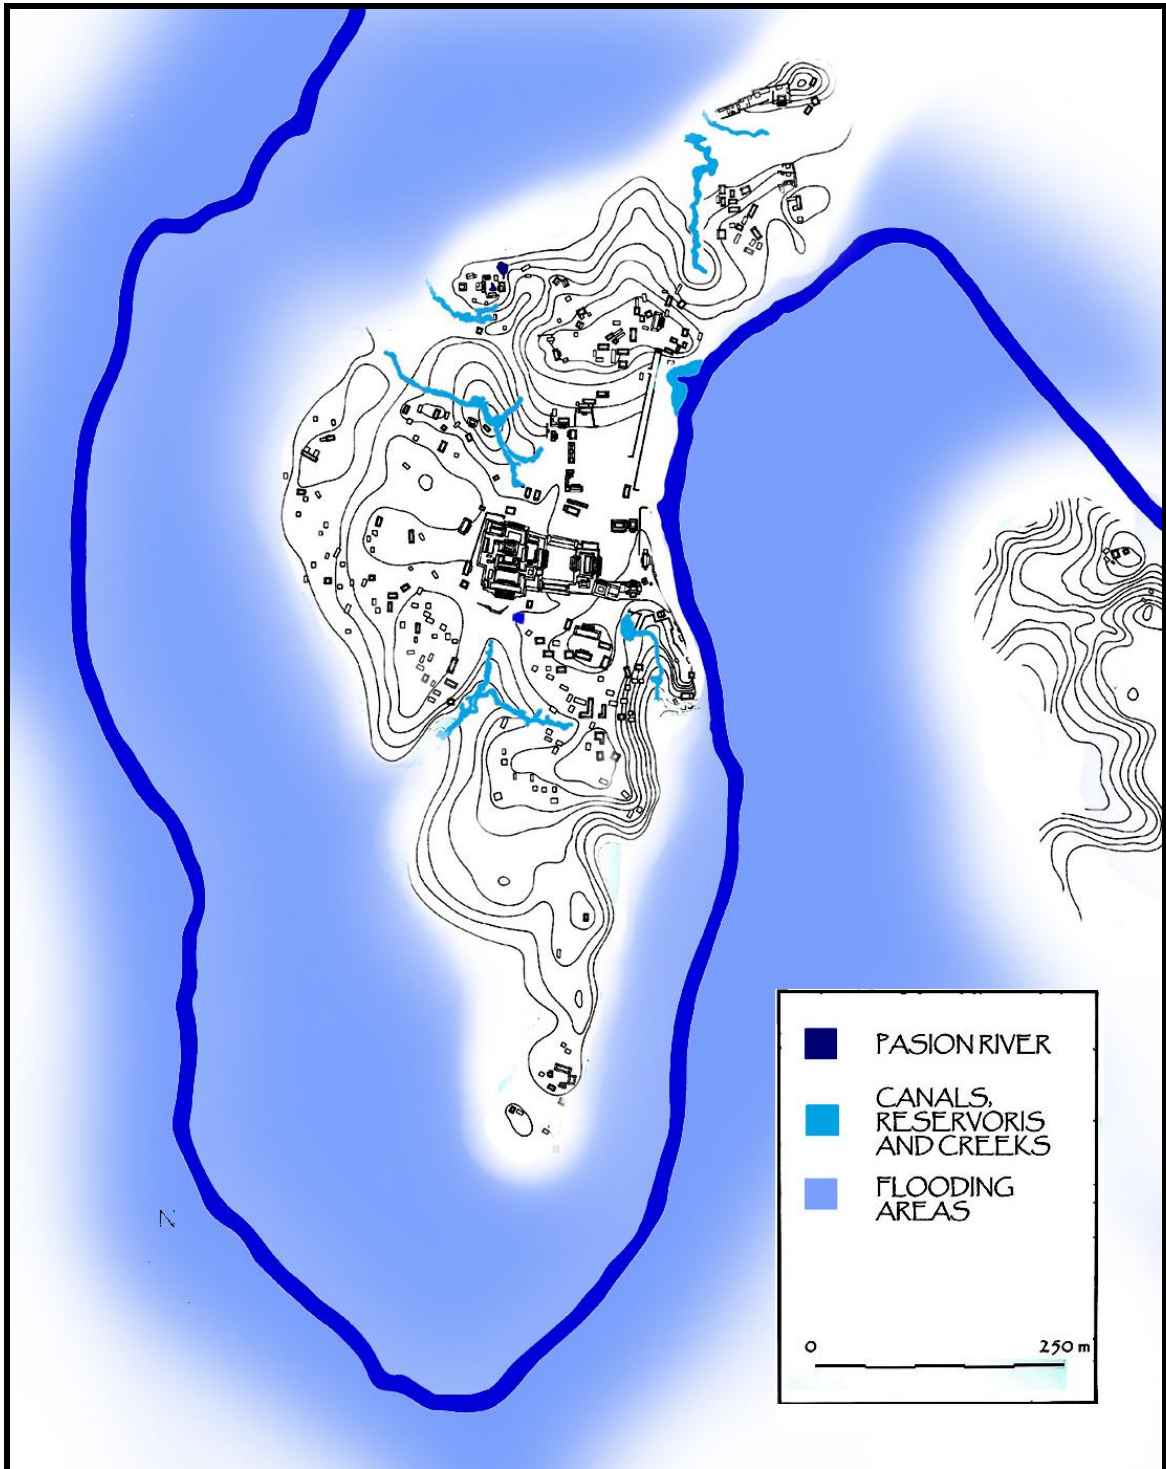 N
PASION RIVER
CANALS,
RESERVORIS
AND CREEKS
FLOODING
AREAS
0 250 m